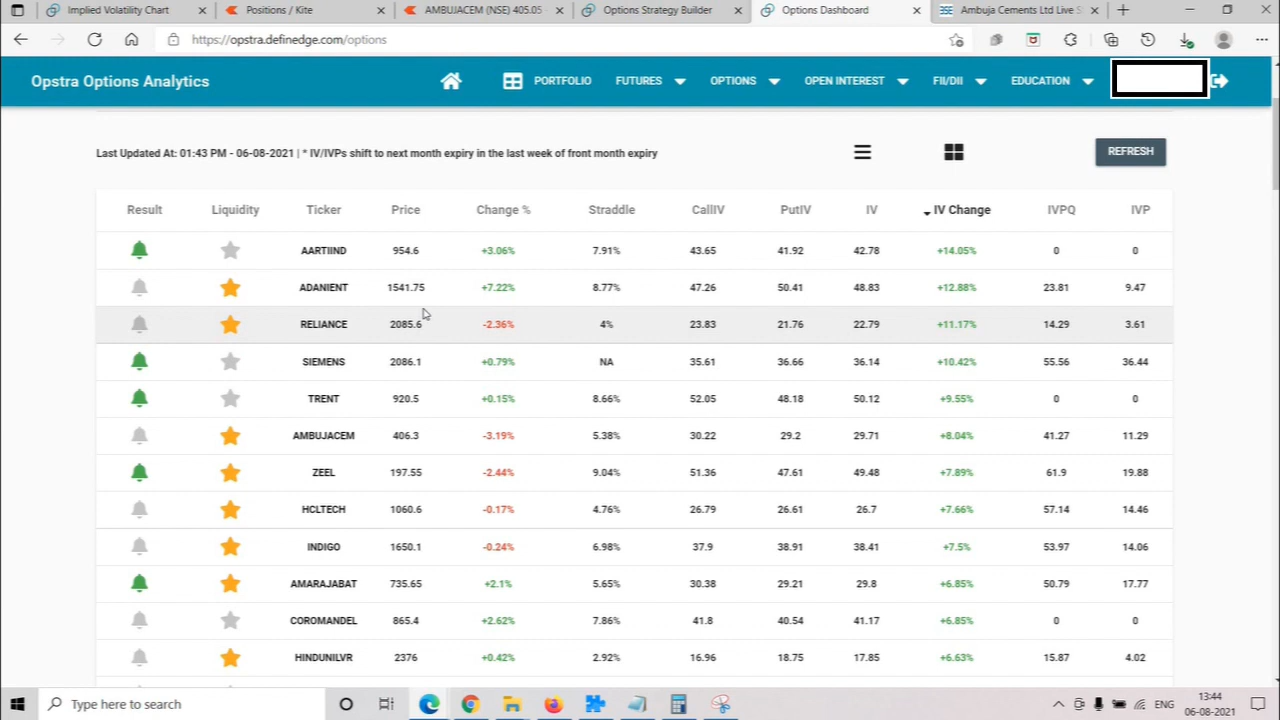 Implied Volatility Chart
Positions / Kite
AMBUJACEM (NSE) 405.05
Options Strategy Builder
Options Dashboard
Ambuja Cements Ltd Live S
https://opstra.definedge.com/options
Opstra Options Analytics
PORTFOLIO
FUTURES
OPTIONS
OPEN INTEREST
FII/DII
EDUCATION
Last Updated At: 01:43 PM - 06-08-2021 | * IV/IVPs shift to next month expiry in the last week of front month expiry
REFRESH
Result Liquidity Ticker Price Change % Straddle CallIV PutIV IV IV Change IVPQ IVP
AARTIIND 954.6 +3.06% 7.91% 43.65 41.92 42.78 +14.05% 0 0
ADANIENT 1541.75 +7.22% 8.77% 47.26 50.41 48.83 +12.88% 23.81 9.47
RELIANCE 2085.6 -2.36% 4% 23.83 21.76 22.79 +11.17% 14.29 3.61
SIEMENS 2086.1 +0.79% NA 35.61 36.66 36.14 +10.42% 55.56 36.44
TRENT 920.5 +0.15% 8.66% 52.05 48.18 50.12 +9.55% 0 0
AMBUJACEM 406.3 -3.19% 5.38% 30.22 29.2 29.71 +8.04% 41.27 11.29
ZEEL 197.55 -2.44% 9.04% 51.36 47.61 49.48 +7.89% 61.9 19.88
HCLTECH 1060.6 -0.17% 4.76% 26.79 26.61 26.7 +7.66% 57.14 14.46
INDIGO 1650.1 -0.24% 6.98% 37.9 38.91 38.41 +7.5% 53.97 14.06
AMARAJABAT 735.65 +2.1% 5.65% 30.38 29.21 29.8 +6.85% 50.79 17.77
COROMANDEL 865.4 +2.62% 7.86% 41.8 40.54 41.17 +6.85% 0 0
HINDUNILVR 2376 +0.42% 2.92% 16.96 18.75 17.85 +6.63% 15.87 4.02
Type here to search
ENG
13:44
06-08-2021